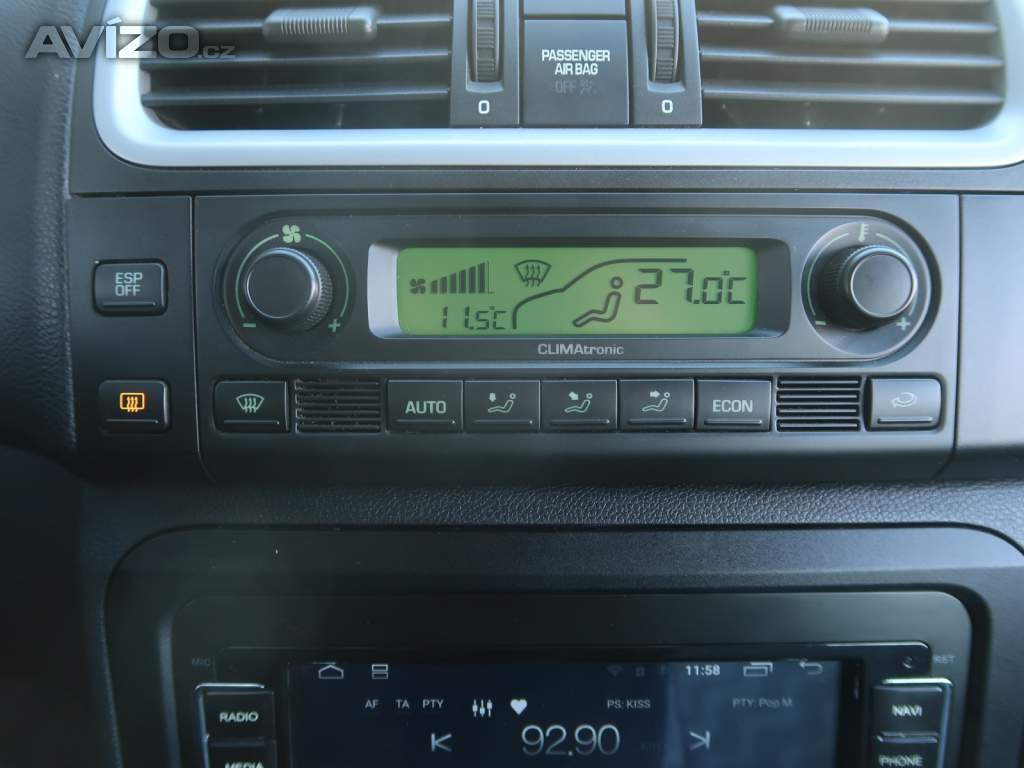 AVÍZO.cz
PASSENGER
AIR BAG
OFF
0 0
ESP
OFF
27.0°C
11.5°C
- + - +
CLIMAtronic
AUTO ECON
MIC 11:58 RST
AF TA PTY PS: KISS PTY: Pop M.
RADIO 92.90 NAVI
MEDIA PHONE